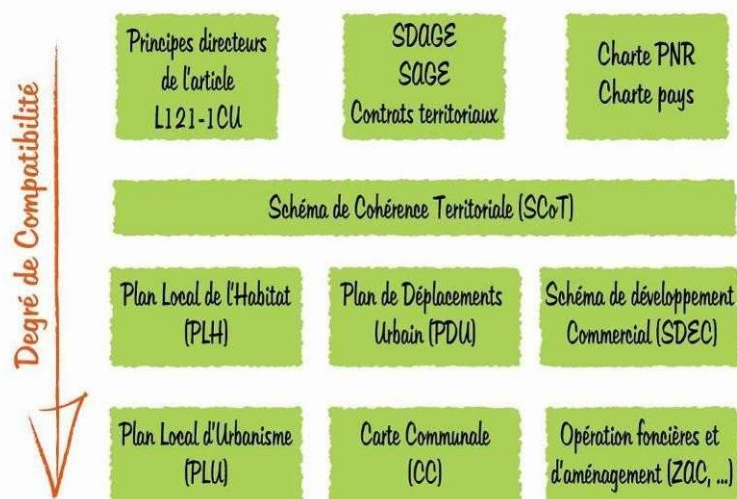 Degré de Compatibilité
Principes directeurs
de l'article
L121-1CU
SDAGE
SAGE
Contrats territoriaux
Charte PNR
Charte pays
Schéma de Cohérence Territoriale (SCoT)
Plan Local de l'Habitat
(PLH)
Plan de Déplacements
Urbain (PDU)
Schéma de développement
Commercial (SDEC)
Plan Local d'Urbanisme
(PLU)
Carte Communale
(CC)
Opération foncières et
d'aménagement (ZAC, ...)